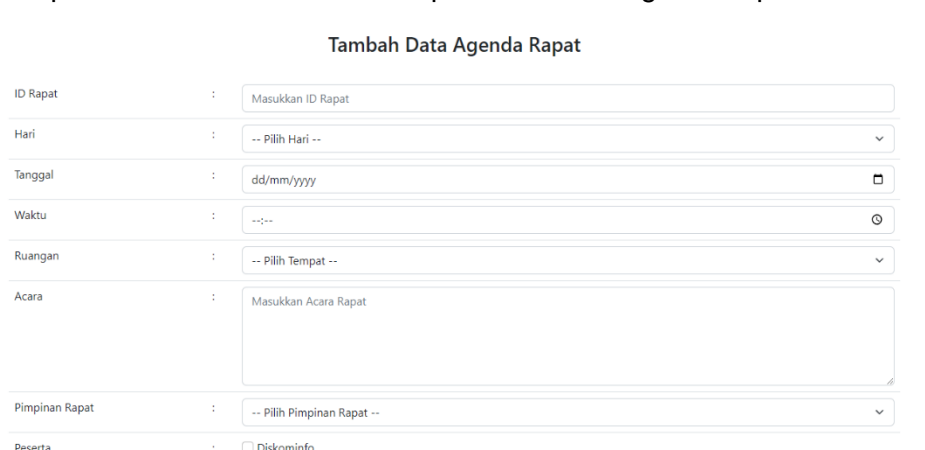 Tambah Data Agenda Rapat
ID Rapat : Masukkan ID Rapat
Hari : -- Pilih Hari --
Tanggal : dd/mm/yyyy
Waktu : --:--
Ruangan : -- Pilih Tempat --
Acara : Masukkan Acara Rapat
Pimpinan Rapat : -- Pilih Pimpinan Rapat --
Peserta : Diskominfo